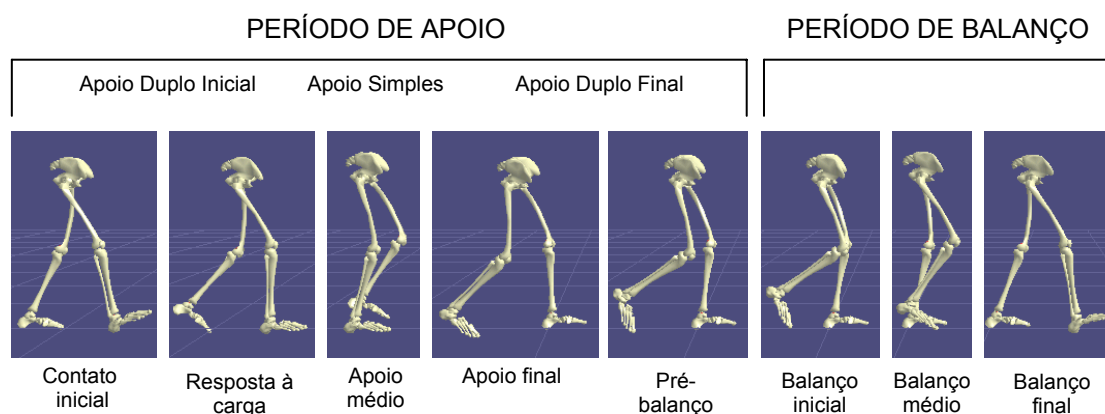 PERÍODO DE APOIO
PERÍODO DE BALANÇO
Apoio Duplo Inicial
Apoio Simples
Apoio Duplo Final
Contato
inicial
Resposta à
carga
Apoio
médio
Apoio final
Pré-
balanço
Balanço
inicial
Balanço
médio
Balanço
final